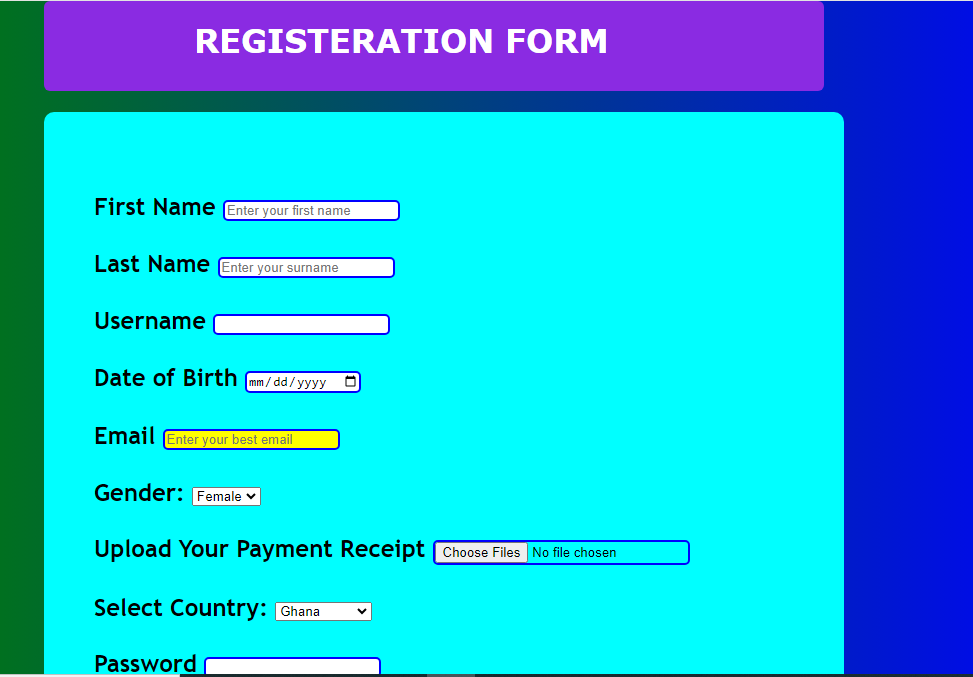 REGISTERATION FORM
First Name Enter your first name
Last Name Enter your surname
Username
Date of Birth mm/dd/yyyy
Email Enter your best email
Gender: Female
Upload Your Payment Receipt Choose Files No file chosen
Select Country: Ghana
Password